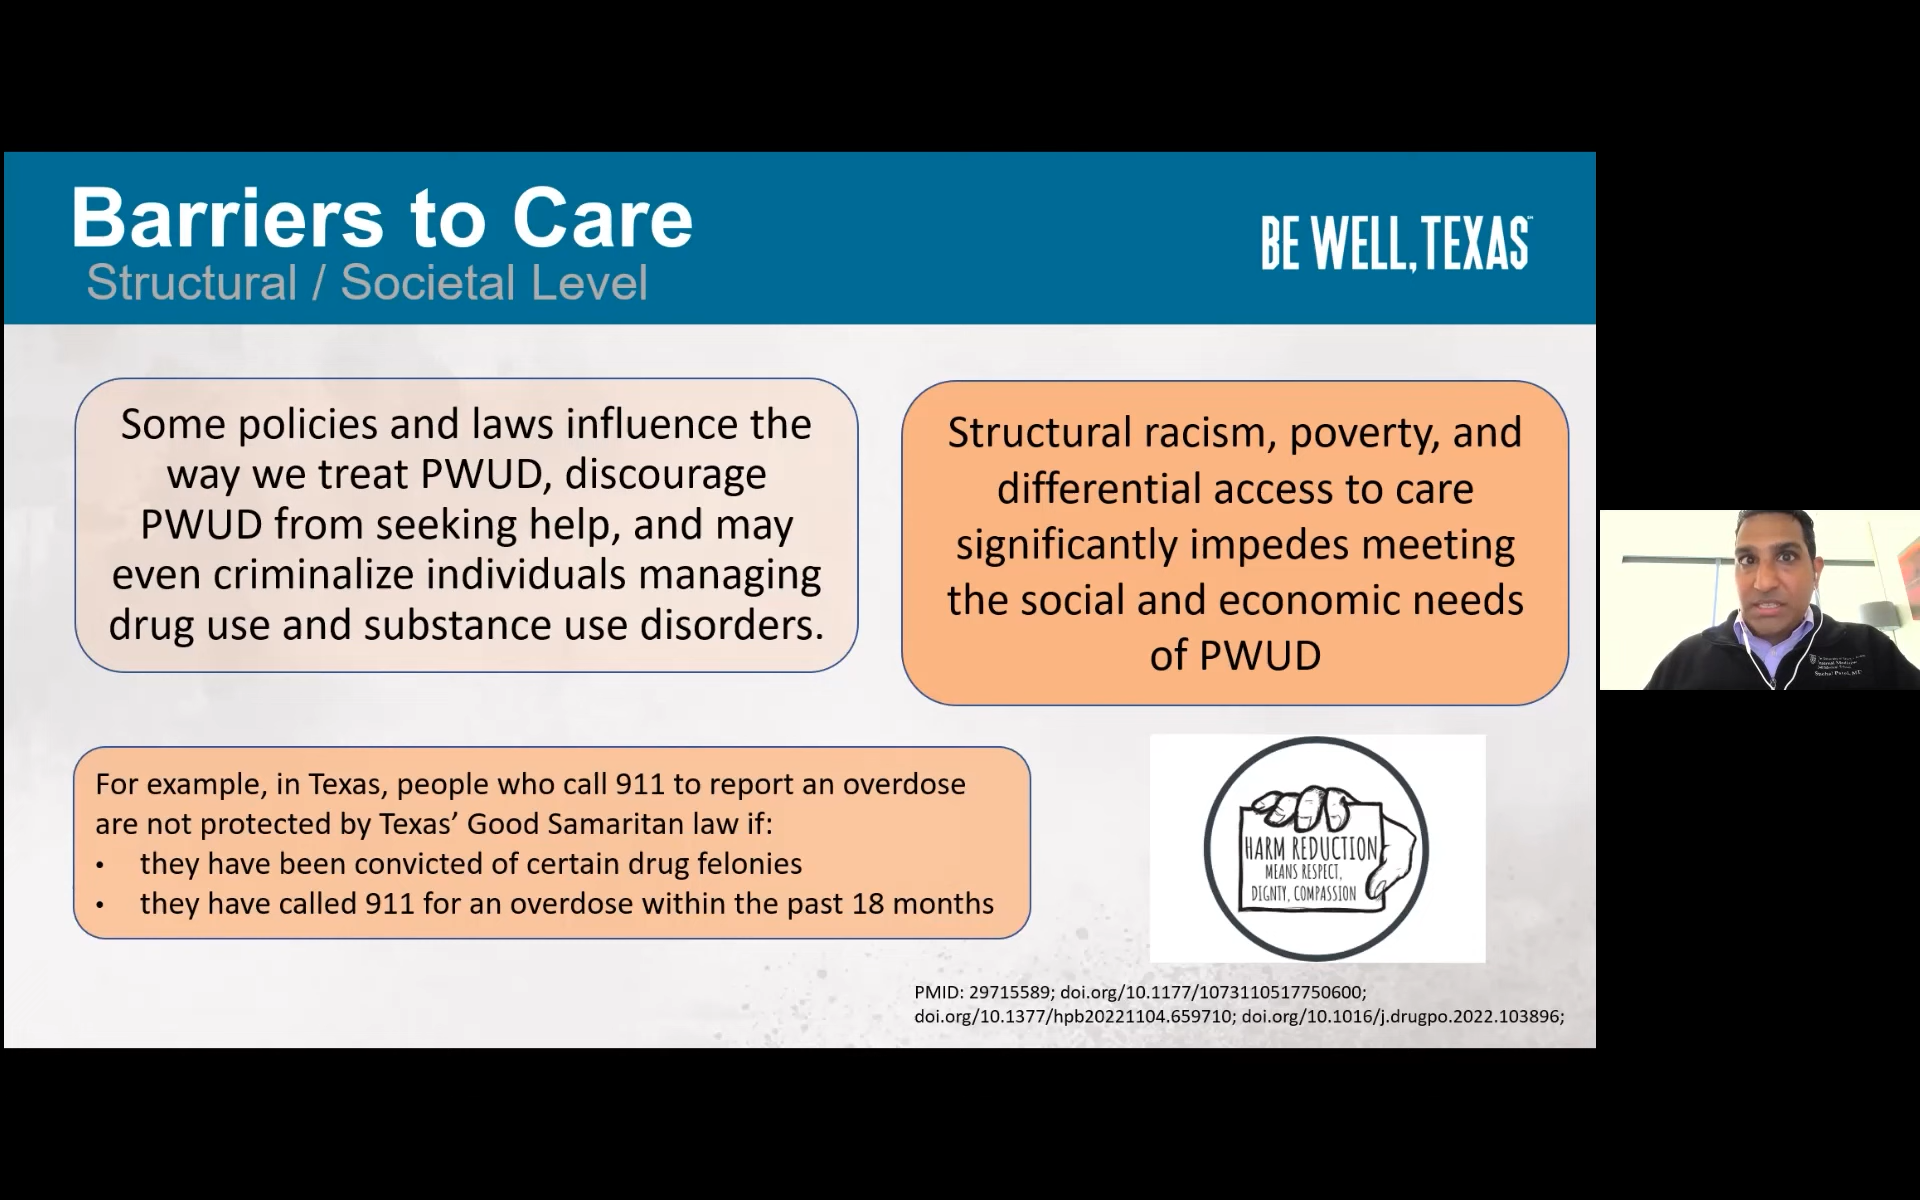 Barriers to Care
Structural / Societal Level
BE WELL, TEXAS™
Some policies and laws influence the
way we treat PWUD, discourage
PWUD from seeking help, and may
even criminalize individuals managing
drug use and substance use disorders.
Structural racism, poverty, and
differential access to care
significantly impedes meeting
the social and economic needs
of PWUD
For example, in Texas, people who call 911 to report an overdose
are not protected by Texas’ Good Samaritan law if:
• they have been convicted of certain drug felonies
• they have called 911 for an overdose within the past 18 months
HARM REDUCTION
MEANS RESPECT,
DIGNITY, COMPASSION
PMID: 29715589; doi.org/10.1177/1073110517750600;
doi.org/10.1377/hpb20221104.659710; doi.org/10.1016/j.drugpo.2022.103896;
Internal Medicine